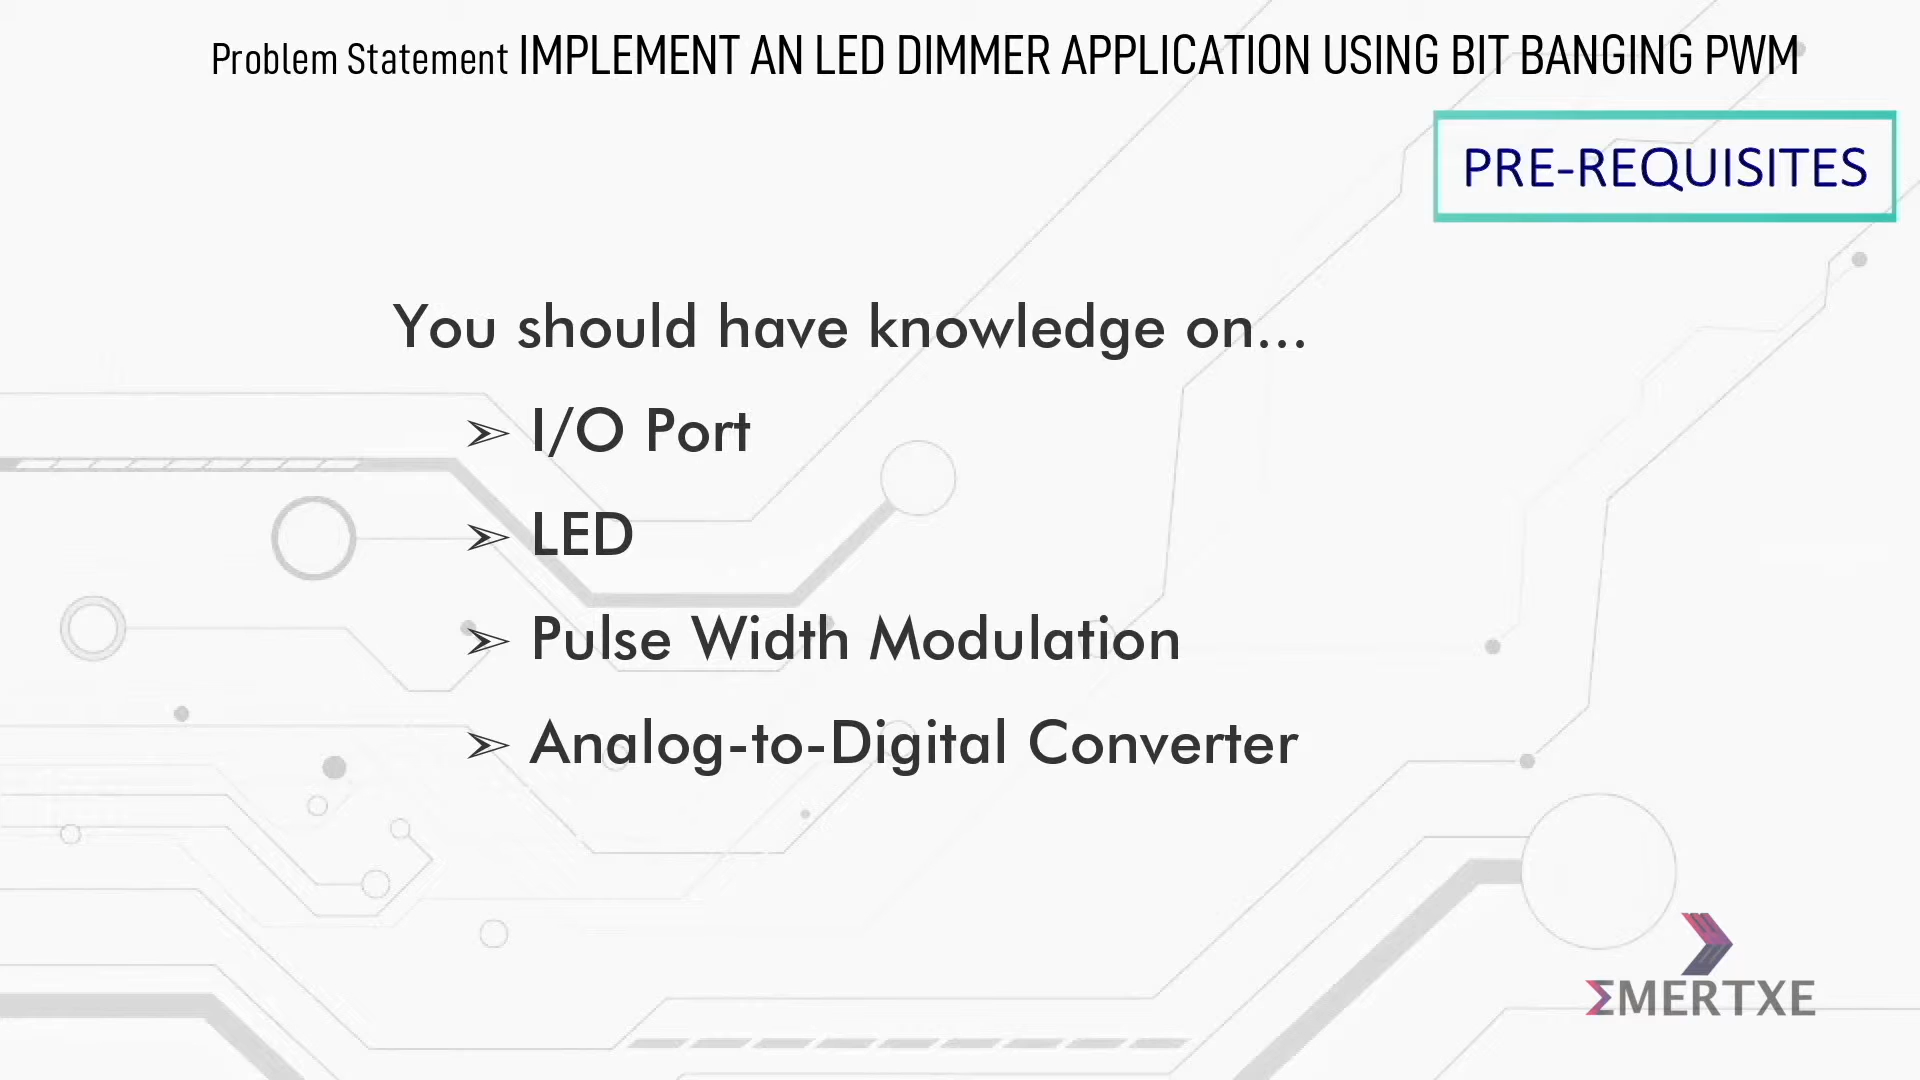 Problem Statement IMPLEMENT AN LED DIMMER APPLICATION USING BIT BANGING PWM
PRE-REQUISITES
You should have knowledge on...
➢ I/O Port
➢ LED
➢ Pulse Width Modulation
➢ Analog-to-Digital Converter
ΣMERTXE